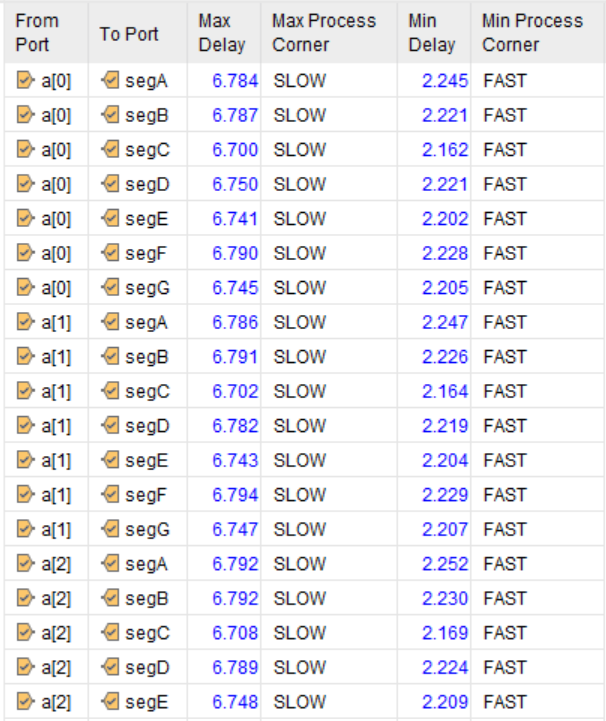 From Port To Port Max Delay Max Process Corner Min Delay Min Process Corner
a[0] segA 6.784 SLOW 2.245 FAST
a[0] segB 6.787 SLOW 2.221 FAST
a[0] segC 6.700 SLOW 2.162 FAST
a[0] segD 6.750 SLOW 2.221 FAST
a[0] segE 6.741 SLOW 2.202 FAST
a[0] segF 6.790 SLOW 2.228 FAST
a[0] segG 6.745 SLOW 2.205 FAST
a[1] segA 6.786 SLOW 2.247 FAST
a[1] segB 6.791 SLOW 2.226 FAST
a[1] segC 6.702 SLOW 2.164 FAST
a[1] segD 6.782 SLOW 2.219 FAST
a[1] segE 6.743 SLOW 2.204 FAST
a[1] segF 6.794 SLOW 2.229 FAST
a[1] segG 6.747 SLOW 2.207 FAST
a[2] segA 6.792 SLOW 2.252 FAST
a[2] segB 6.792 SLOW 2.230 FAST
a[2] segC 6.708 SLOW 2.169 FAST
a[2] segD 6.789 SLOW 2.224 FAST
a[2] segE 6.748 SLOW 2.209 FAST